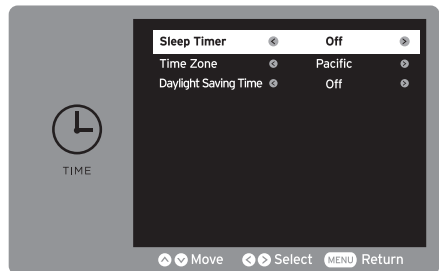 Sleep Timer Off
Time Zone Pacific
Daylight Saving Time Off
TIME
Move Select MENU Return